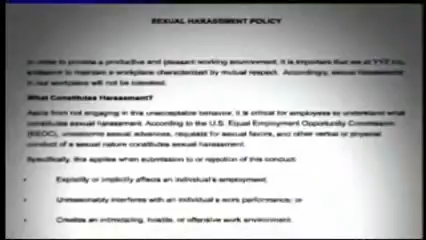 SEXUAL HARASSMENT POLICY
In order to provide a productive and pleasant working environment, it is important that we at XYZ Inc.
endeavor to maintain a workplace characterized by mutual respect. Accordingly, sexual harassment
in our workplace will not be tolerated.
What Constitutes Harassment?
Aside from not engaging in this unacceptable behavior, it is critical for employees to understand what
constitutes sexual harassment. According to the U.S. Equal Employment Opportunity Commission
(EEOC), unwelcome sexual advances, requests for sexual favors, and other verbal or physical
conduct of a sexual nature constitutes sexual harassment.
Specifically, this applies when submission to or rejection of this conduct:
• Explicitly or implicitly affects an individual's employment;
• Unreasonably interferes with an individual's work performance; or
• Creates an intimidating, hostile, or offensive work environment.